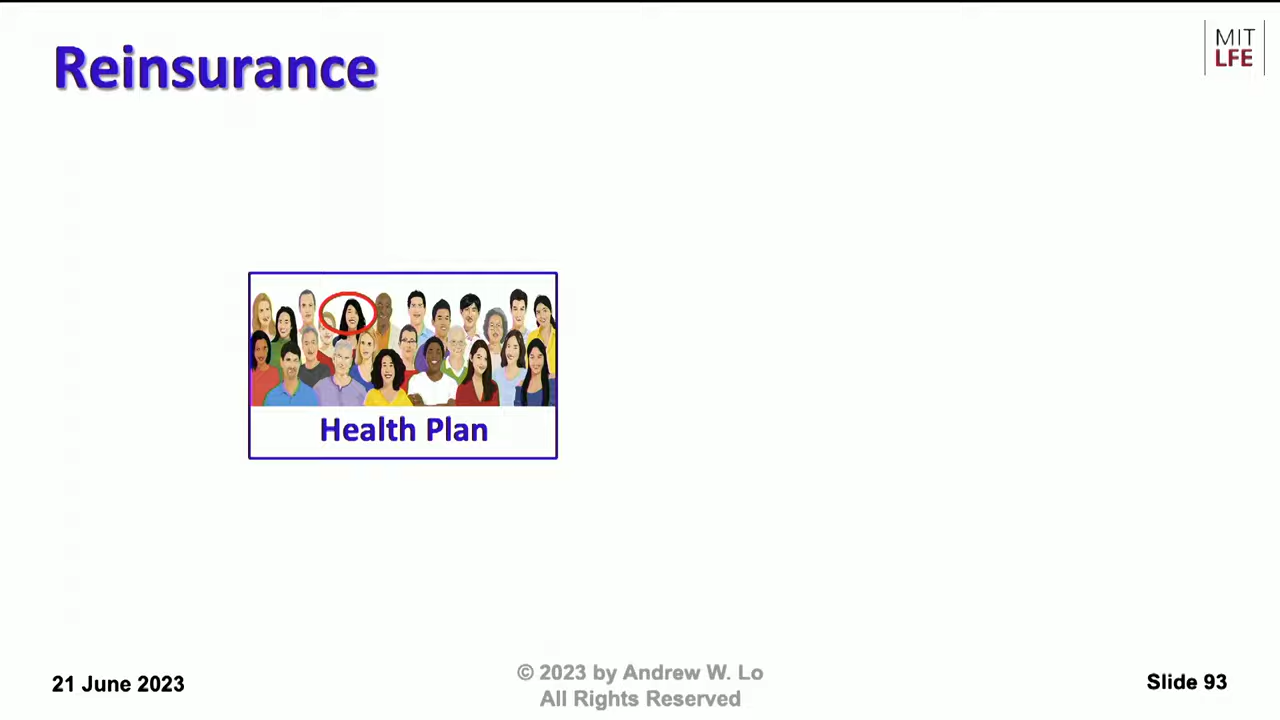 Reinsurance
MIT
LFE
Health Plan
21 June 2023
© 2023 by Andrew W. Lo
All Rights Reserved
Slide 93